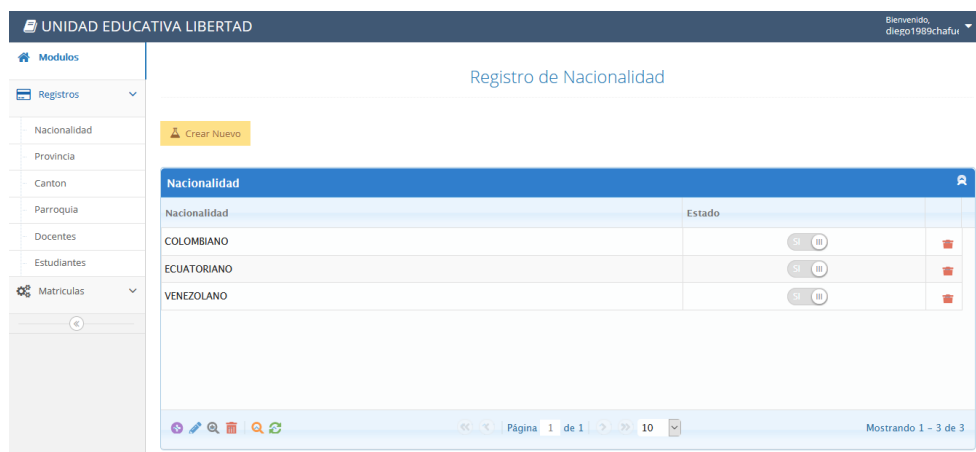 UNIDAD EDUCATIVA LIBERTAD
Bienvenido,
diego1989chafu
Modulos
Registros
Nacionalidad
Provincia
Canton
Parroquia
Docentes
Estudiantes
Matriculas
Registro de Nacionalidad
Crear Nuevo
Nacionalidad
Nacionalidad Estado
COLOMBIANO SI
ECUATORIANO SI
VENEZOLANO SI
Página 1 de 1 10 Mostrando 1 - 3 de 3